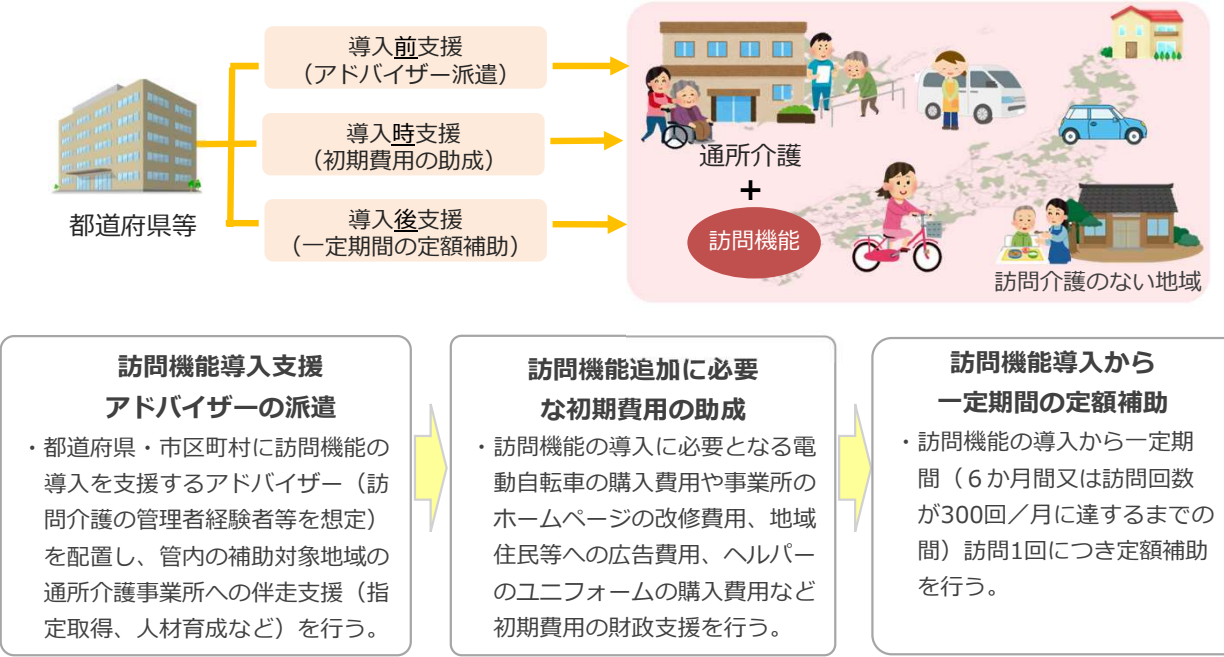 導入前支援
（アドバイザー派遣）
導入時支援
（初期費用の助成）
導入後支援
（一定期間の定額補助）
都道府県等
通所介護
+
訪問機能
訪問介護のない地域
訪問機能導入支援
アドバイザーの派遣
・都道府県・市区町村に訪問機能の
導入を支援するアドバイザー（訪
問介護の管理者経験者等を想定）
を配置し、管内の補助対象地域の
通所介護事業所への伴走支援（指
定取得、人材育成など）を行う。
訪問機能追加に必要
な初期費用の助成
・訪問機能の導入に必要となる電
動自転車の購入費用や事業所の
ホームページの改修費用、地域
住民等への広告費用、ヘルパー
のユニフォームの購入費用など
初期費用の財政支援を行う。
訪問機能導入から
一定期間の定額補助
・訪問機能の導入から一定期
間（６か月間又は訪問回数
が300回／月に達するまでの
間）訪問1回につき定額補助
を行う。